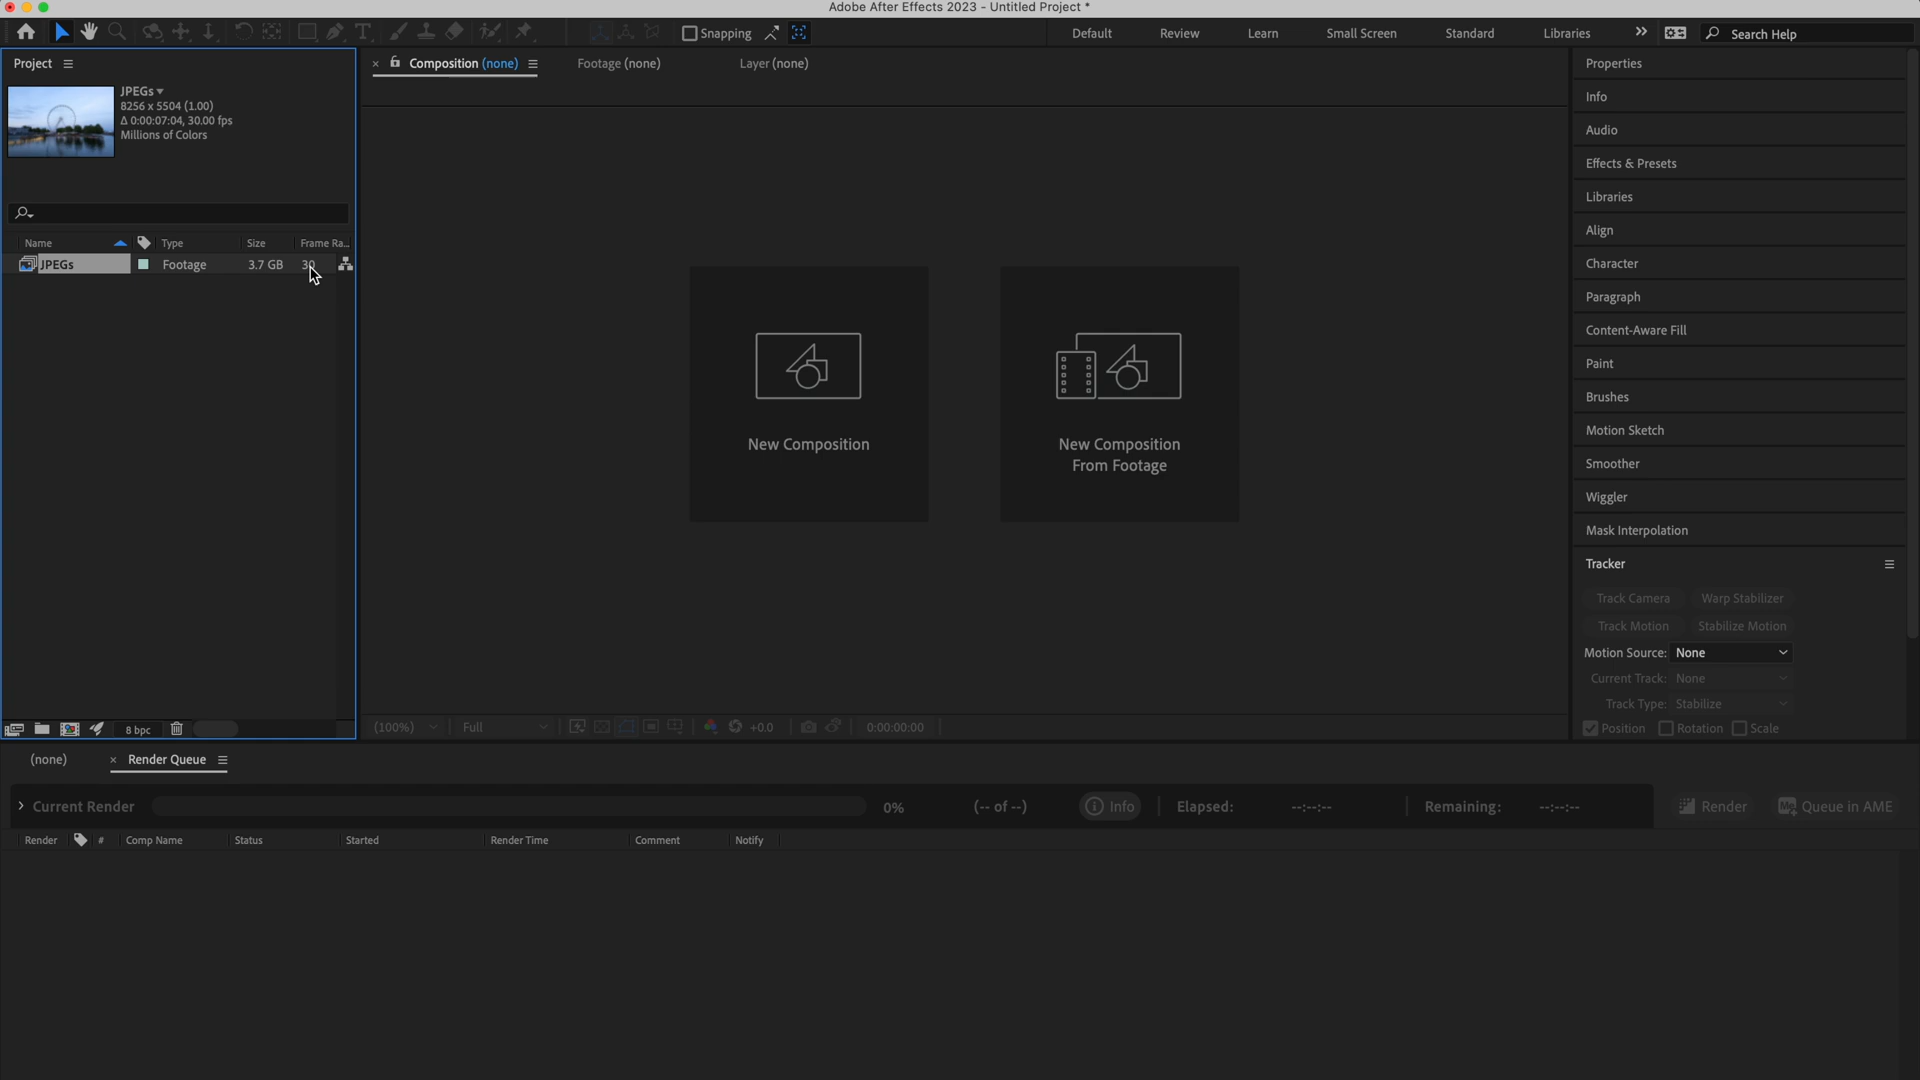 Adobe After Effects 2023 - Untitled Project *
Snapping
Default
Review
Learn
Small Screen
Standard
Libraries
Search Help
Project
JPEGs
8256 x 5504 (1.00)
Δ 0:00:07:04, 30.00 fps
Millions of Colors
Name
Type
Size
Frame Ra...
JPEGs
Footage
3.7 GB
30
8 bpc
Composition (none)
Footage (none)
Layer (none)
New Composition
New Composition
From Footage
(100%)
Full
+0.0
0:00:00:00
Properties
Info
Audio
Effects & Presets
Libraries
Align
Character
Paragraph
Content-Aware Fill
Paint
Brushes
Motion Sketch
Smoother
Wiggler
Mask Interpolation
Tracker
Track Camera
Warp Stabilizer
Track Motion
Stabilize Motion
Motion Source: None
Current Track: None
Track Type: Stabilize
Position
Rotation
Scale
(none)
Render Queue
Current Render
0%
(-- of --)
Info
Elapsed:
--:--:--
Remaining:
--:--:--
Render
Me Queue in AME
Render
#
Comp Name
Status
Started
Render Time
Comment
Notify